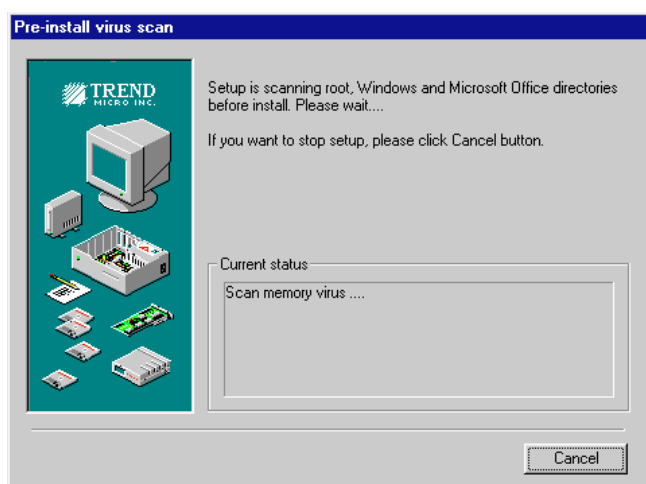 Pre-install virus scan
TREND
MICRO INC.
Setup is scanning root, Windows and Microsoft Office directories
before install. Please wait....
If you want to stop setup, please click Cancel button.
Current status
Scan memory virus ....
Cancel